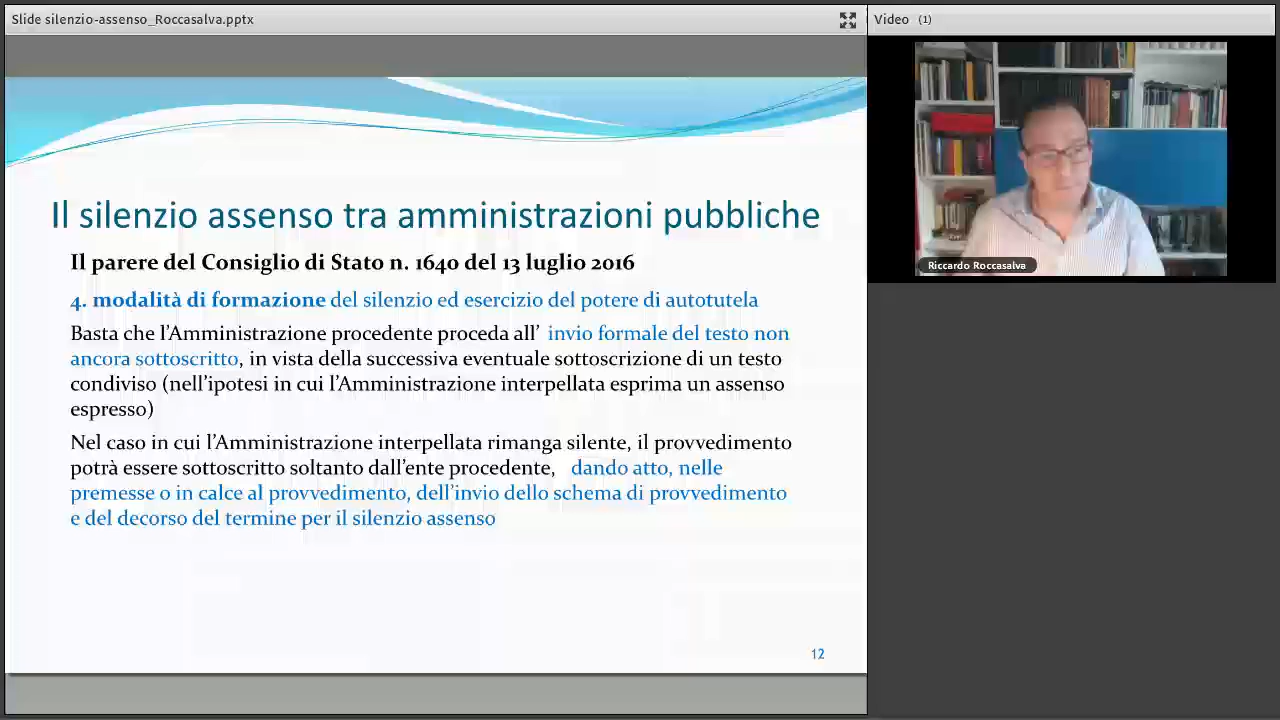 Slide silenzio-assenso_Roccasalva.pptx
Video (1)
Riccardo Roccasalva
Il silenzio assenso tra amministrazioni pubbliche
Il parere del Consiglio di Stato n. 1640 del 13 luglio 2016
4. modalità di formazione del silenzio ed esercizio del potere di autotutela
Basta che l’Amministrazione procedente proceda all’ invio formale del testo non
ancora sottoscritto, in vista della successiva eventuale sottoscrizione di un testo
condiviso (nell’ipotesi in cui l’Amministrazione interpellata esprima un assenso
espresso)
Nel caso in cui l’Amministrazione interpellata rimanga silente, il provvedimento
potrà essere sottoscritto soltanto dall’ente procedente, dando atto, nelle
premesse o in calce al provvedimento, dell’invio dello schema di provvedimento
e del decorso del termine per il silenzio assenso
12